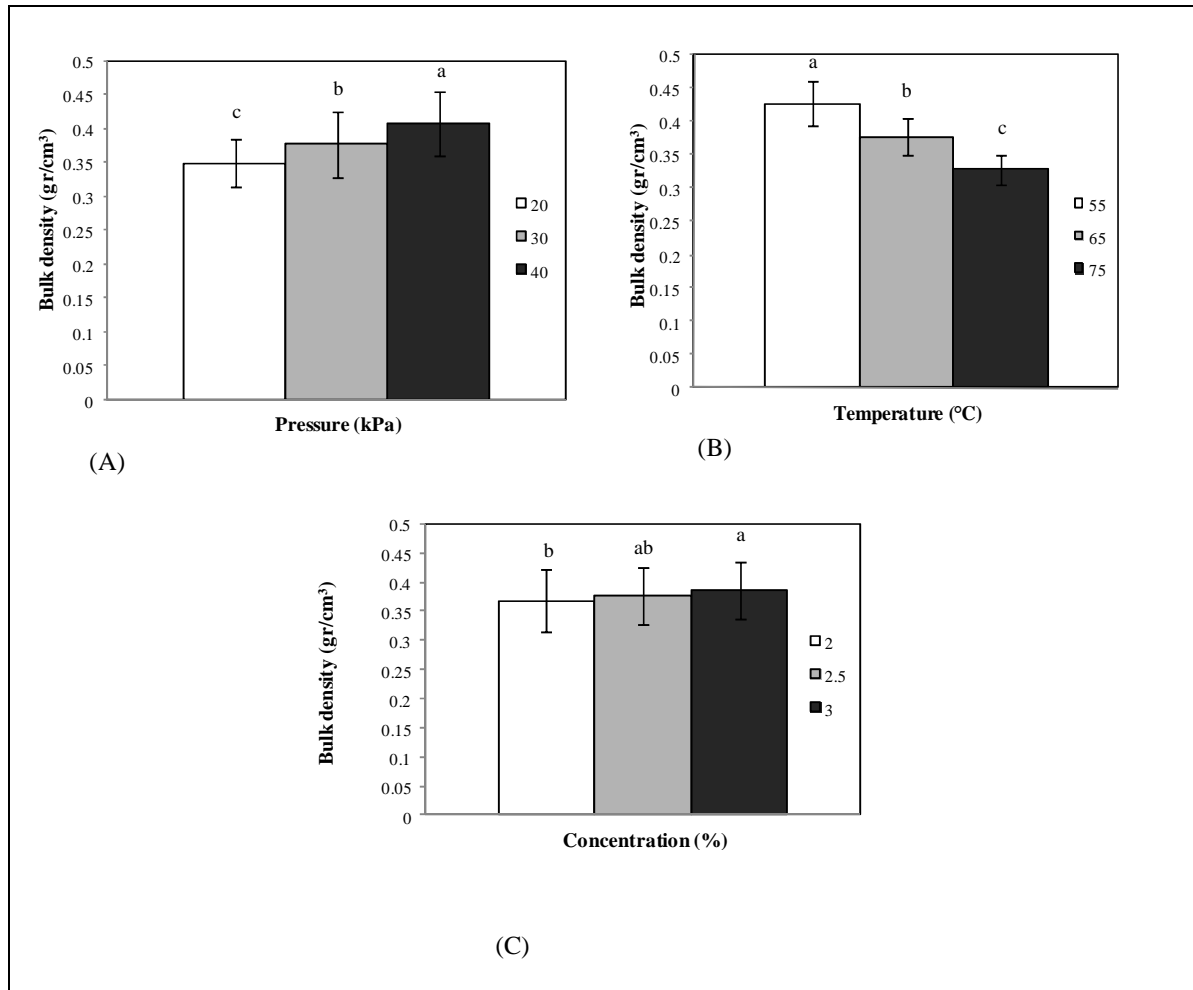 0.5
0.45
0.4
0.35
0.3
0.25
0.2
0.15
0.1
0.05
0
Bulk density (gr/cm³)
c
b
a
20
30
40
Pressure (kPa)
(A)
0.5
0.45
0.4
0.35
0.3
0.25
0.2
0.15
0.1
0.05
0
Bulk density (gr/cm³)
a
b
c
55
65
75
Temperature (°C)
(B)
0.5
0.45
0.4
0.35
0.3
0.25
0.2
0.15
0.1
0.05
0
Bulk density (gr/cm³)
b
ab
a
2
2.5
3
Concentration (%)
(C)